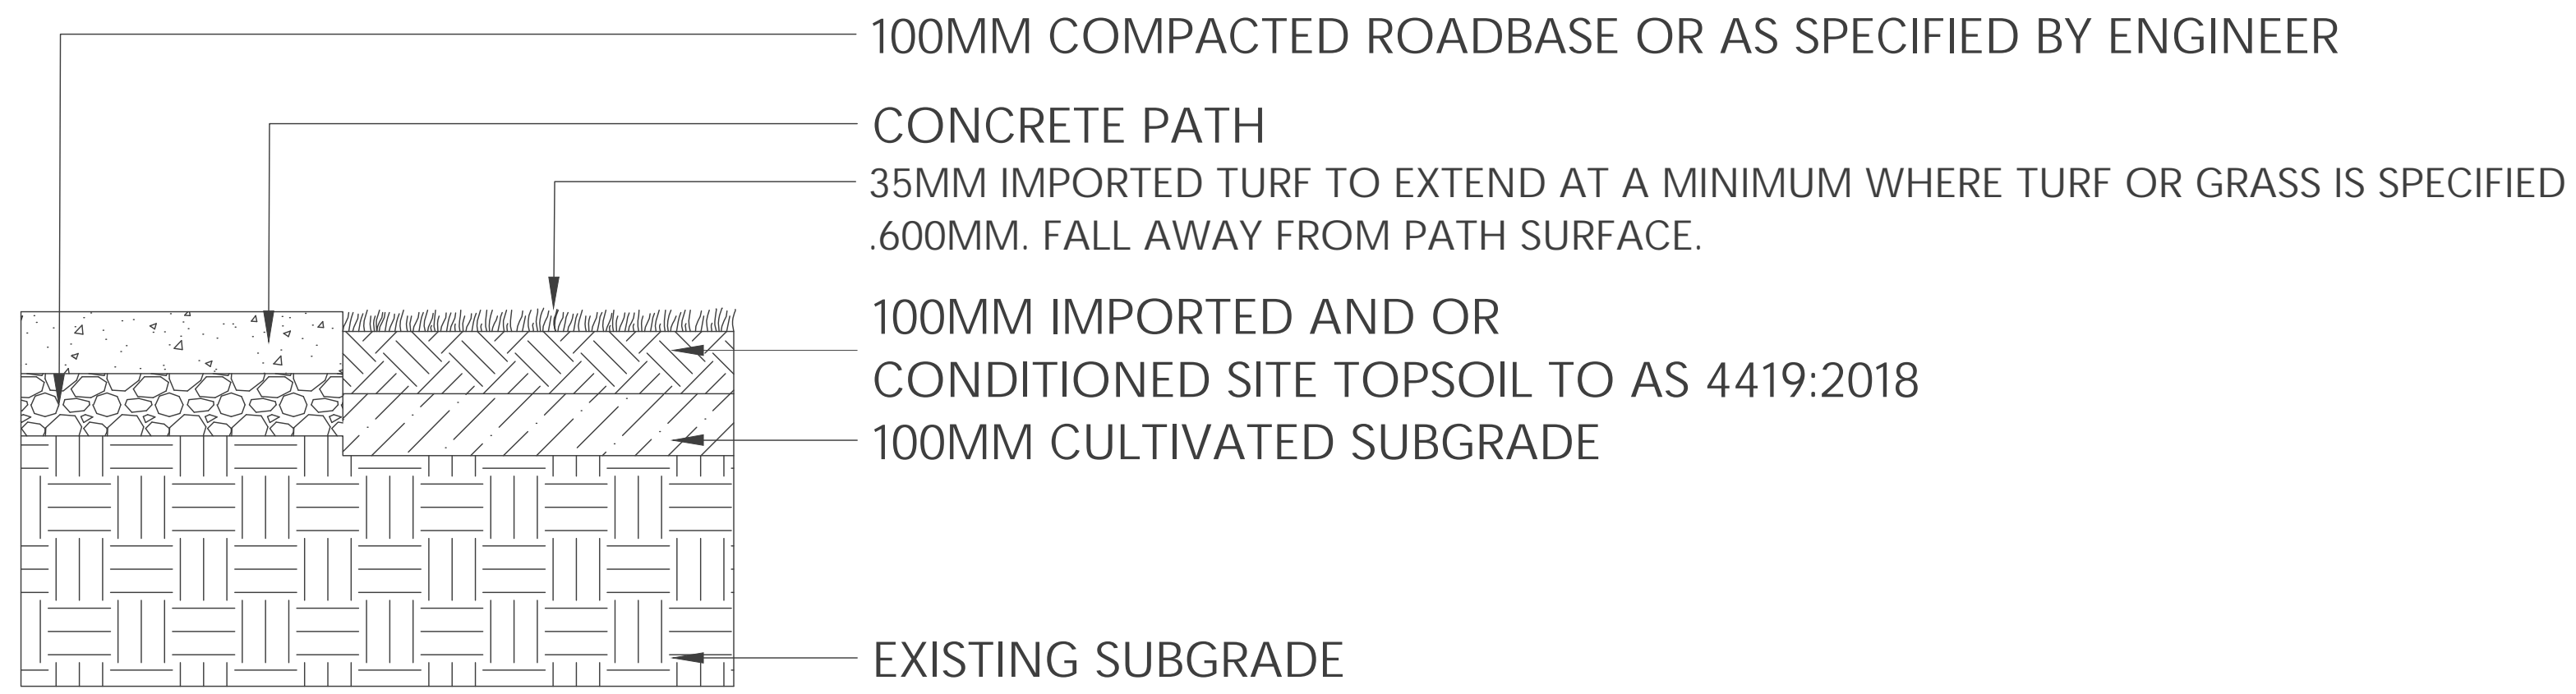 100MM COMPACTED ROADBASE OR AS SPECIFIED BY ENGINEER
CONCRETE PATH
35MM IMPORTED TURF TO EXTEND AT A MINIMUM WHERE TURF OR GRASS IS SPECIFIED
.600MM. FALL AWAY FROM PATH SURFACE.
100MM IMPORTED AND OR
CONDITIONED SITE TOPSOIL TO AS 4419:2018
100MM CULTIVATED SUBGRADE
EXISTING SUBGRADE